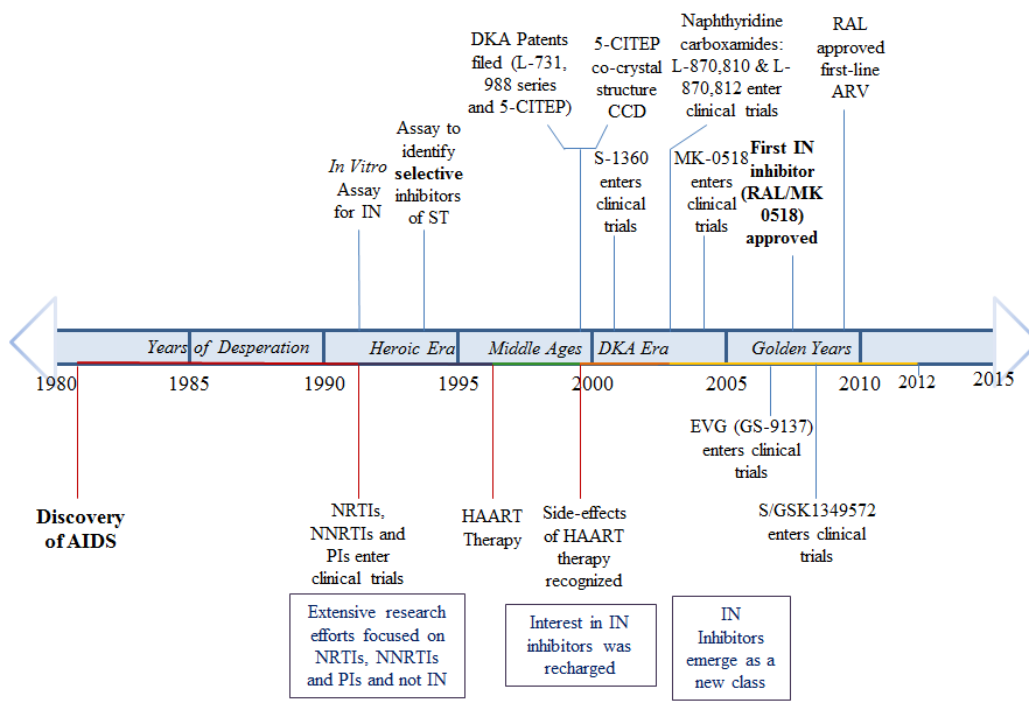 DKA Patents
filed (L-731,
988 series
and 5-CITEP)
5-CITEP
co-crystal
structure
CCD
Naphthyridine
carboxamides:
L-870,810 & L-
870,812 enter
clinical trials
RAL
approved
first-line
ARV
In Vitro
Assay
for IN
Assay to
identify
selective
inhibitors
of ST
S-1360
enters
clinical
trials
MK-0518
enters
clinical
trials
First IN
inhibitor
(RAL/MK
0518)
approved
Years of Desperation
Heroic Era
Middle Ages
DKA Era
Golden Years
1980
1985
1990
1995
2000
2005
2010
2012
2015
Discovery
of AIDS
NRTIs,
NNRTIs and
PIs enter
clinical trials
HAART
Therapy
Side-effects
of HAART
therapy
recognized
EVG (GS-9137)
enters clinical
trials
S/GSK1349572
enters clinical
trials
Extensive research
efforts focused on
NRTIs, NNRTIs
and PIs and not IN
Interest in IN
inhibitors was
recharged
IN
Inhibitors
emerge as a
new class